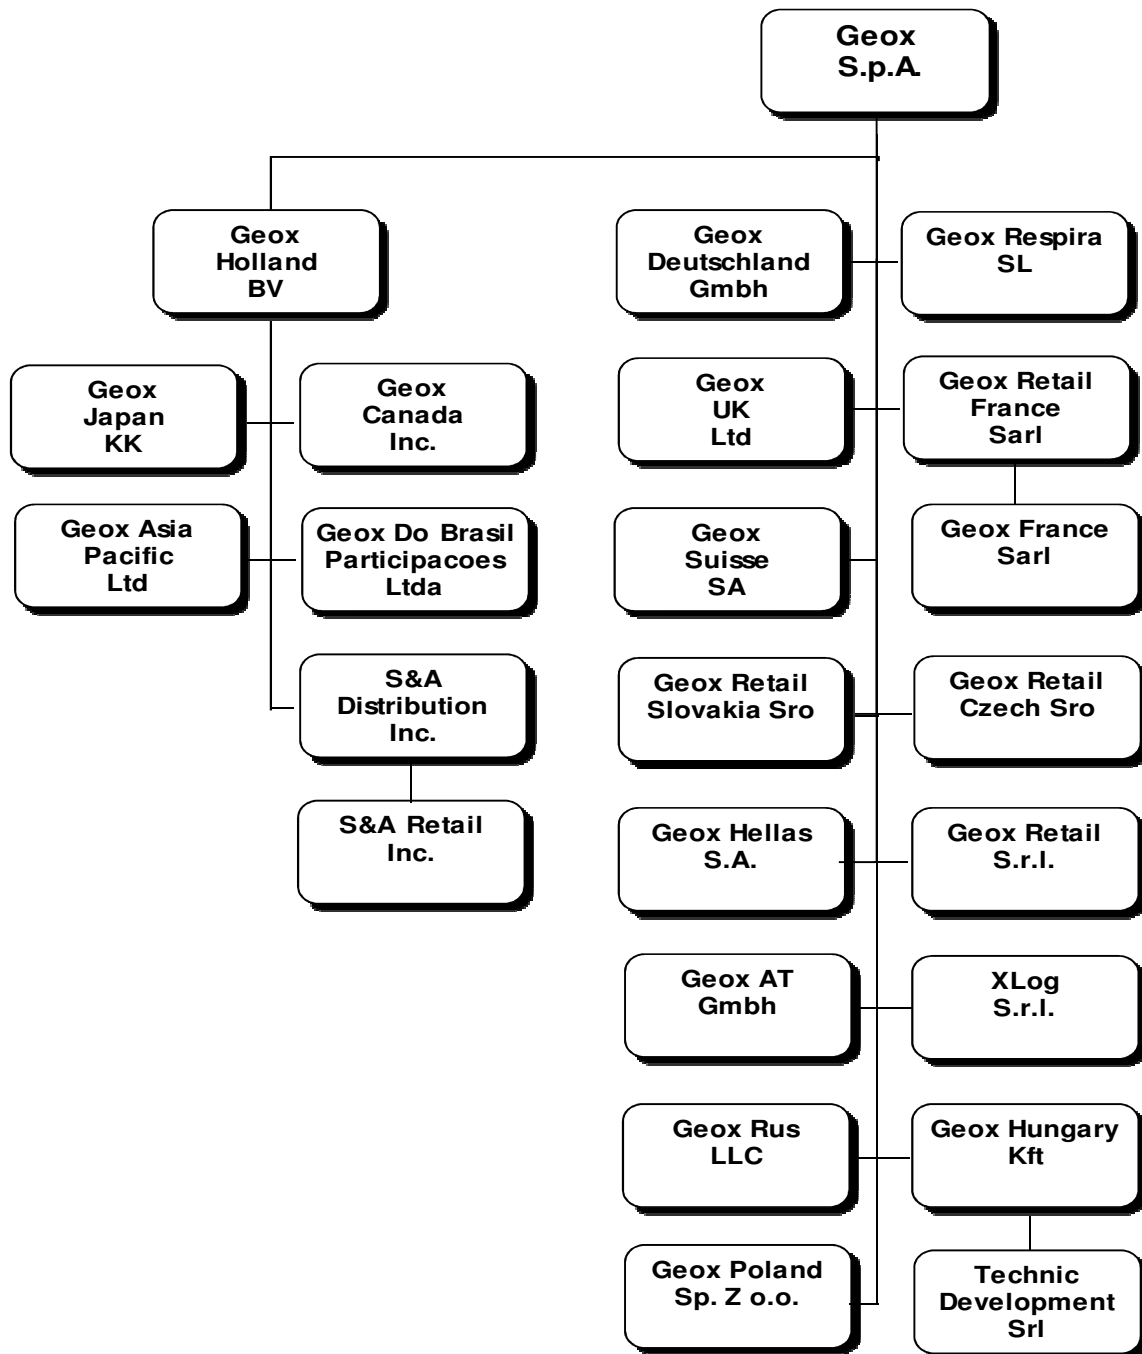 Geox
S.p.A.
Geox
Holland
BV
Geox
Japan
KK
Geox
Canada
Inc.
Geox Asia
Pacific
Ltd
Geox Do Brasil
Participacoes
Ltda
S&A
Distribution
Inc.
S&A Retail
Inc.
Geox
Deutschland
Gmbh
Geox Respira
SL
Geox
UK
Ltd
Geox Retail
France
Sarl
Geox
Suisse
SA
Geox France
Sarl
Geox Retail
Slovakia Sro
Geox Retail
Czech Sro
Geox Hellas
S.A.
Geox Retail
S.r.l.
Geox AT
Gmbh
XLog
S.r.l.
Geox Rus
LLC
Geox Hungary
Kft
Geox Poland
Sp. Z o.o.
Technic
Development
Srl